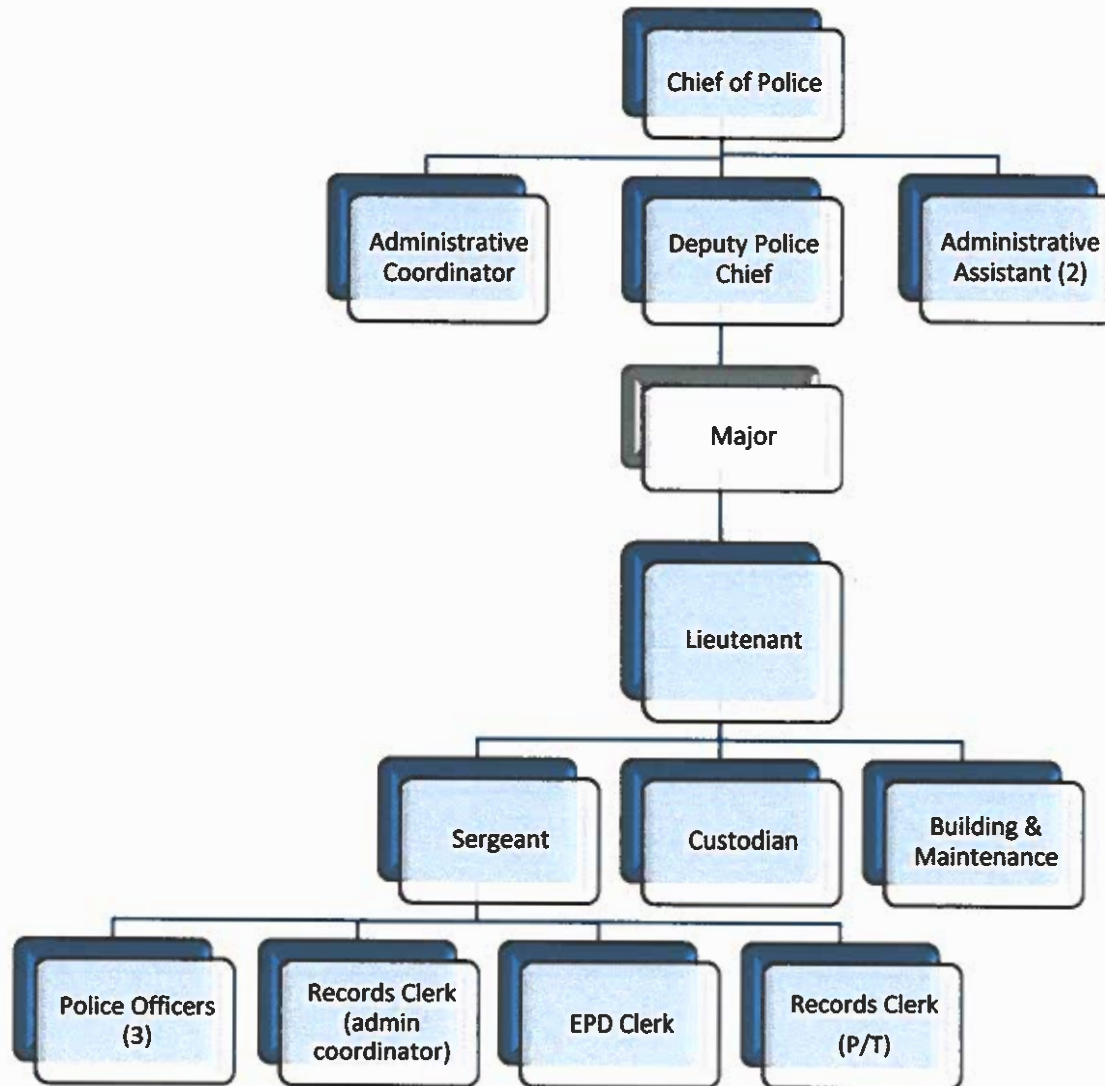 Chief of Police
Administrative
Coordinator
Deputy Police
Chief
Administrative
Assistant (2)
Major
Lieutenant
Sergeant
Custodian
Building &
Maintenance
Police Officers
(3)
Records Clerk
(admin
coordinator)
EPD Clerk
Records Clerk
(P/T)